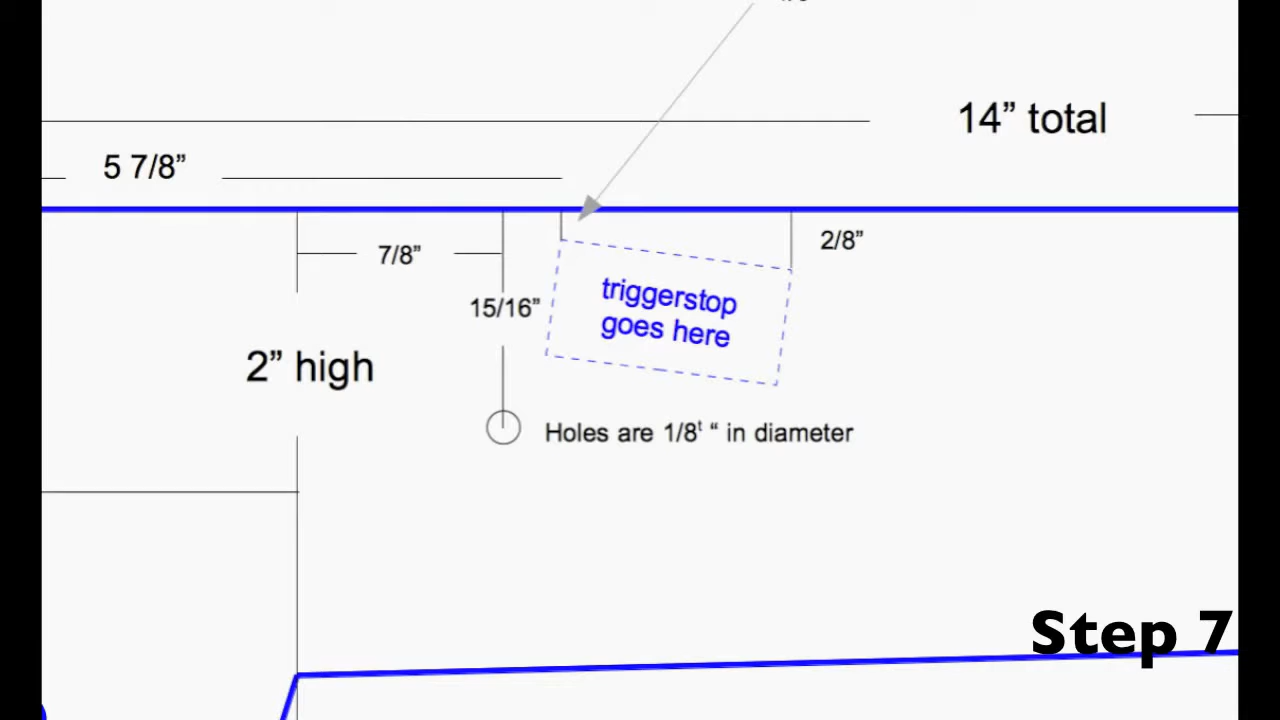 14” total
5 7/8”
2/8”
7/8”
triggerstop
goes here
15/16”
2” high
Holes are 1/8t “ in diameter
Step 7